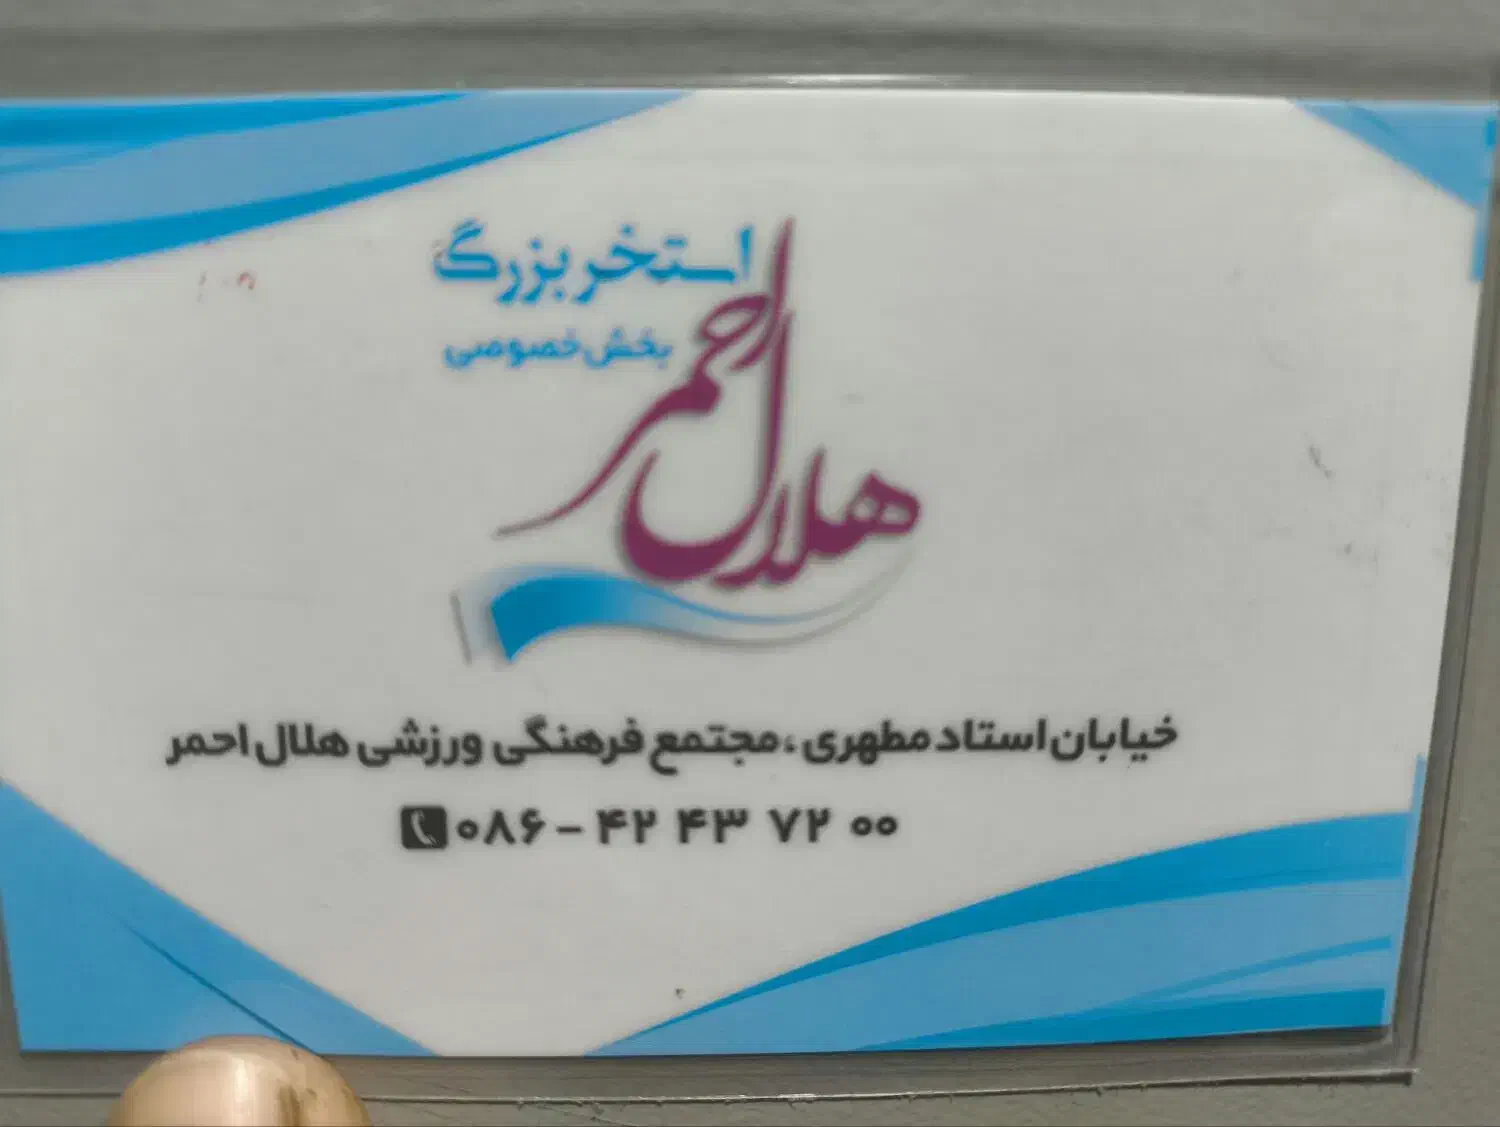 استخر بزرگ
بخش خصوصی
هلال احمر
خیابان استاد مطهری، مجتمع فرهنگی ورزشی هلال احمر
۰۸۶-۴۲ ۴۳ ۷۲ ۰۰